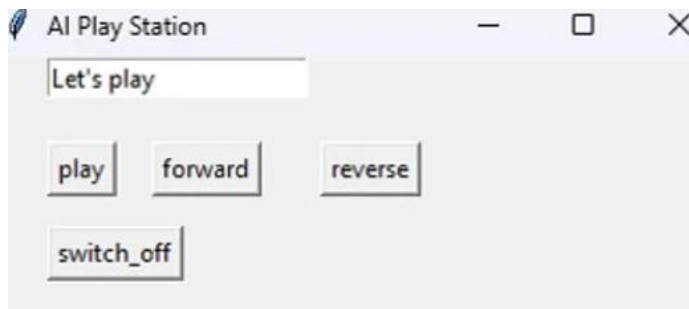 AI Play Station
Let's play
play forward reverse
switch_off